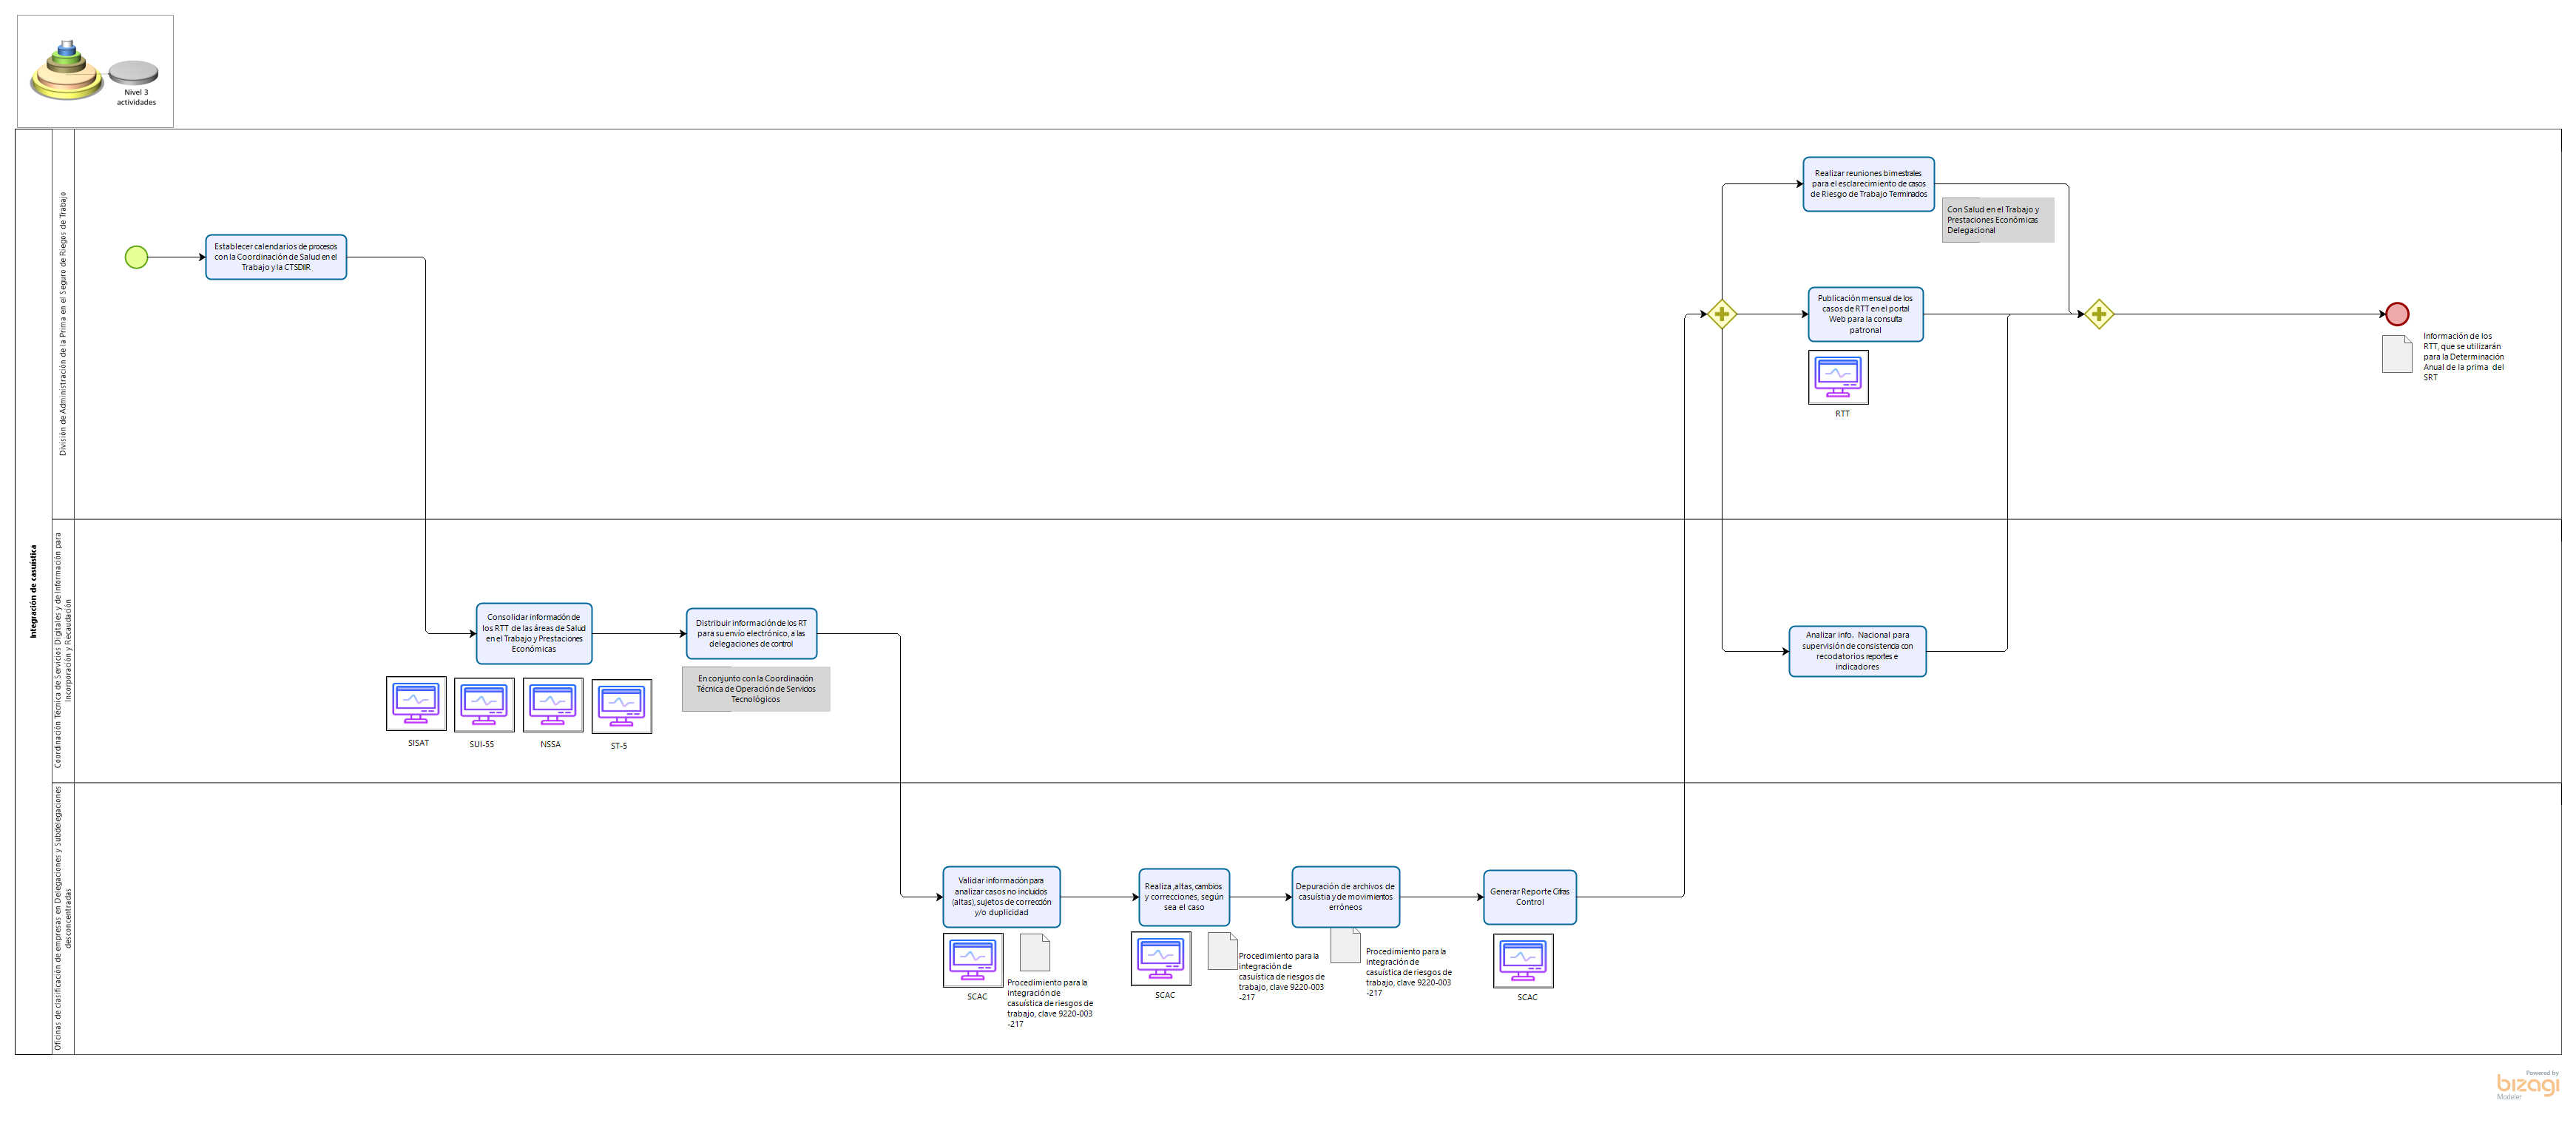 Nivel 3
actividades
Integración de casuística
División de Administración de la Prima en el Seguro de Riegos de Trabajo
Establecer calendarios de procesos
con la Coordinación de Salud en el
Trabajo y la CTSDIIR
Realizar reuniones bimestrales
para el esclarecimiento de casos
de Riesgo de Trabajo Terminados
Con Salud en el Trabajo y
Prestaciones Económicas
Delegacional
Publicación mensual de los
casos de RTT en el portal
Web para la consulta
patronal
RTT
Información de los
RTT, que se utilizarán
para la Determinación
Anual de la prima del
SRT
Coordinación Técnica de Servicios Digitales y de Información para
Incorporación y Recaudación
Consolidar información de
los RTT de las áreas de Salud
en el Trabajo y Prestaciones
Económicas
SISAT
SUI-55
NSSA
ST-5
Distribuir información de los RT
para su envío electrónico, a las
delegaciones de control
En conjunto con la Coordinación
Técnica de Operación de Servicios
Tecnológicos
Analizar info. Nacional para
supervisión de consistencia con
recodatorios reportes e
indicadores
Oficinas de clasificación de empresas en Delegaciones y Subdelegaciones
desconcentradas
Validar información para
analizar casos no incluidos
(altas), sujetos de corrección
y/o duplicidad
SCAC
Procedimiento para la
integración de
casuística de riesgos de
trabajo, clave 9220-003
-217
Realiza ,altas, cambios
y correcciones, según
sea el caso
SCAC
Procedimiento para la
integración de
casuística de riesgos de
trabajo, clave 9220-003
-217
Depuración de archivos de
casuístia y de movimientos
erróneos
Procedimiento para la
integración de
casuística de riesgos de
trabajo, clave 9220-003
-217
Generar Reporte Cifras
Control
SCAC
Powered by
bizagi
Modeler